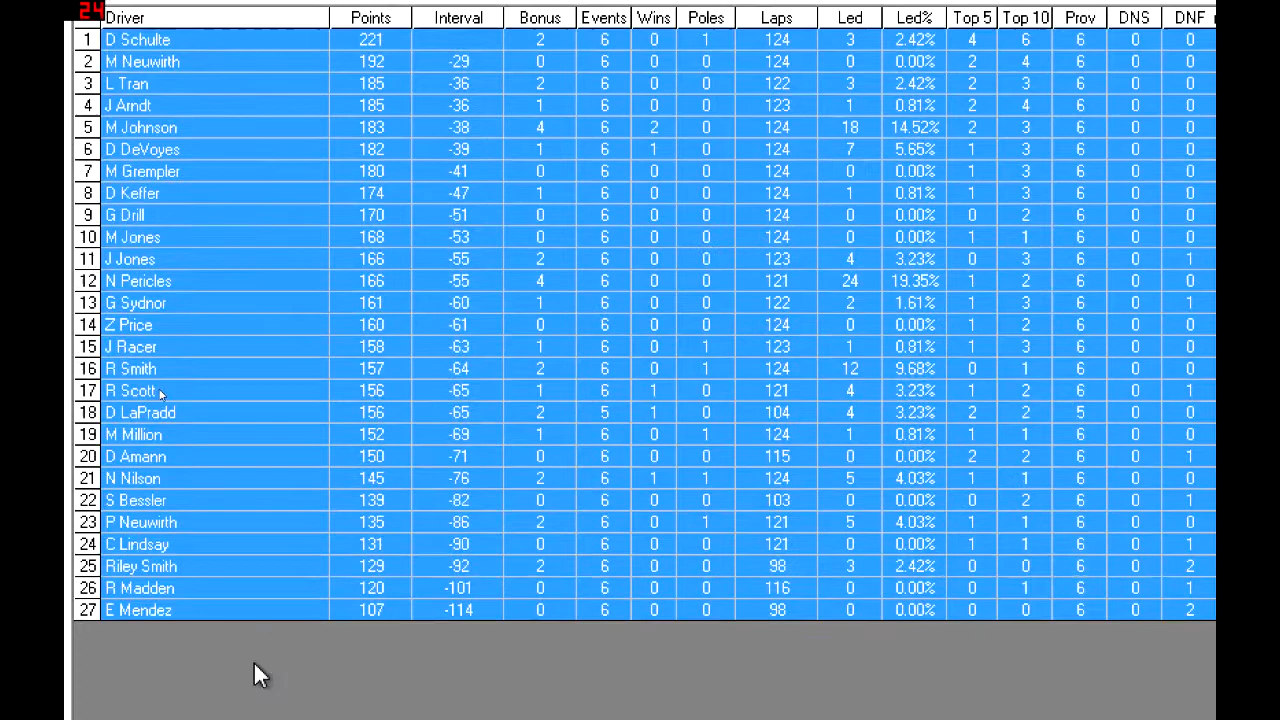 24
Driver Points Interval Bonus Events Wins Poles Laps Led Led% Top 5 Top 10 Prov DNS DNF
1 D Schulte 221 2 6 0 1 124 3 2.42% 4 6 6 0 0
2 M Neuwirth 192 -29 0 6 0 0 124 0 0.00% 2 4 6 0 0
3 L Tran 185 -36 0 6 0 0 122 3 2.42% 2 3 6 0 0
4 J Arndt 185 -36 1 6 0 0 123 1 0.81% 2 4 6 0 0
5 M Johnson 183 -38 4 6 2 0 124 18 14.52% 2 3 6 0 0
6 D DeVoyes 182 -39 1 6 1 0 124 7 5.65% 1 3 6 0 0
7 M Grempler 180 -41 0 6 0 0 124 0 0.00% 1 3 6 0 0
8 D Keffer 174 -47 1 6 0 0 124 1 0.81% 1 3 6 0 0
9 G Drill 170 -51 0 6 0 0 124 0 0.00% 0 2 6 0 0
10 M Jones 168 -53 0 6 0 0 124 0 0.00% 1 1 6 0 0
11 J Jones 166 -55 2 6 0 0 123 4 3.23% 0 3 6 0 1
12 N Pericles 166 -55 4 6 0 0 121 24 19.35% 1 2 6 0 0
13 G Sydnor 161 -60 1 6 0 0 122 2 1.61% 1 3 6 0 1
14 Z Price 160 -61 0 6 0 0 124 0 0.00% 1 2 6 0 0
15 J Racer 158 -63 1 6 0 1 123 1 0.81% 1 3 6 0 0
16 R Smith 157 -64 2 6 0 1 124 12 9.68% 0 1 6 0 0
17 R Scott 156 -65 1 6 1 0 121 4 3.23% 1 2 6 0 1
18 D LaPradd 156 -65 2 5 1 0 104 4 3.23% 2 2 5 0 0
19 M Million 152 -69 1 6 0 1 124 1 0.81% 1 1 6 0 0
20 D Amann 150 -71 0 6 0 0 115 0 0.00% 2 2 6 0 1
21 N Nilson 145 -76 2 6 1 1 124 5 4.03% 1 1 6 0 0
22 S Bessler 139 -82 0 6 0 0 103 0 0.00% 0 2 6 0 1
23 P Neuwirth 135 -86 2 6 0 1 121 5 4.03% 1 1 6 0 0
24 C Lindsay 131 -90 0 6 0 0 121 0 0.00% 1 1 6 0 1
25 Riley Smith 129 -92 2 6 0 0 98 3 2.42% 0 0 6 0 2
26 R Madden 120 -101 0 6 0 0 116 0 0.00% 0 1 6 0 1
27 E Mendez 107 -114 0 6 0 0 98 0 0.00% 0 0 6 0 2